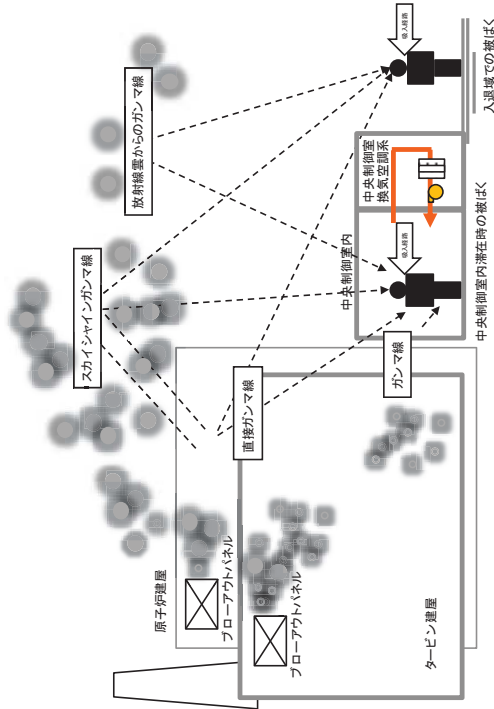 放射線雲からのガンマ線
スカイシャインガンマ線
直接ガンマ線
ガンマ線
吸入経路
吸入経路
中央制御室
換気空調系
中央制御室内
入退域での被ばく
中央制御室内滞在時の被ばく
原子炉建屋
ブローアウトパネル
ブローアウトパネル
タービン建屋